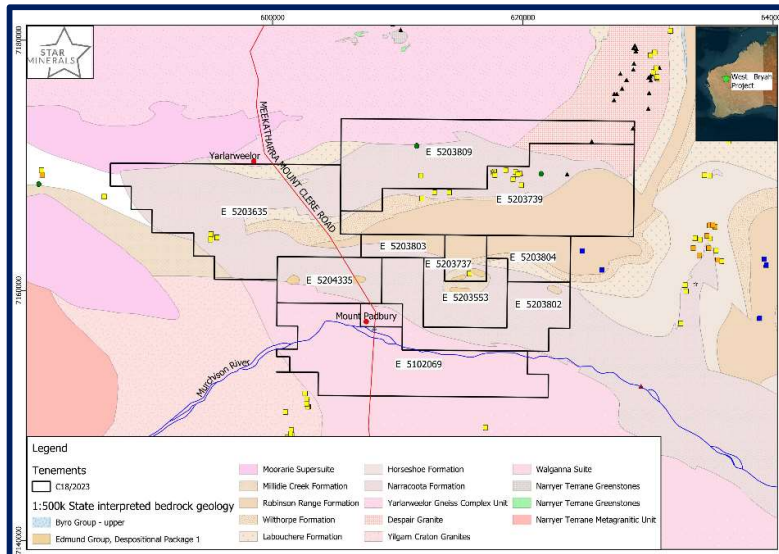 600000
620000
640000
7180000
STAR
MINERALS
West Bryah
Project
MEEKATHARRA MOUNT CLERE ROAD
E 5203809
Yarlarweelor
E 5203739
E 5203635
E 5203803
E 5203804
E 5203737
E 5204335
7160000
E 5203553
E 5203802
Mount Padbury
Murchison River
E 5102069
Legend
Tenements
C18/2023
1:500k State interpreted bedrock geology
Byro Group - upper
Edmund Group, Despositional Package 1
Moorarie Supersuite
Millidie Creek Formation
Robinson Range Formation
Wilthorpe Formation
Labouchere Formation
Horseshoe Formation
Narracoota Formation
Yarlarweelor Gneiss Complex Unit
Despair Granite
Yilgarn Craton Granites
Walganna Suite
Narryer Terrane Greenstones
Narryer Terrane Greenstones
Narryer Terrane Metagranitic Unit
7140000